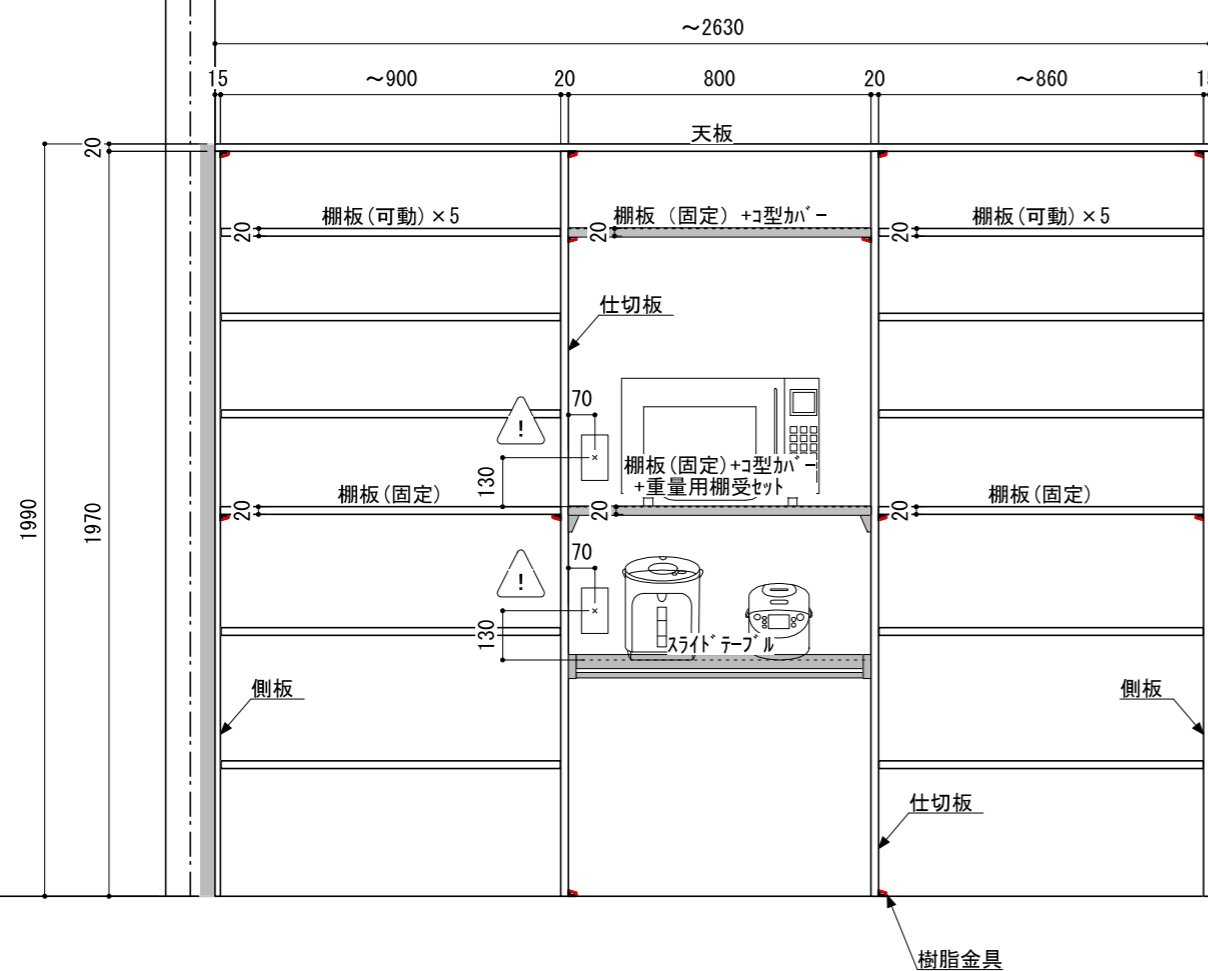 ~2630
15
~900
20
800
20
~860
15
20
天板
棚板(可動)×5
棚板（固定）+コ型ｶﾊﾞｰ
棚板(可動)×5
20
20
20
仕切板
70
!
130
棚板(固定)+コ型ｶﾊﾞｰ
+重量用棚受ｾｯﾄ
棚板(固定)
棚板(固定)
20
20
20
1990
1970
70
!
130
ｽﾗｲﾄﾞﾃｰﾌﾞﾙ
側板
側板
仕切板
樹脂金具